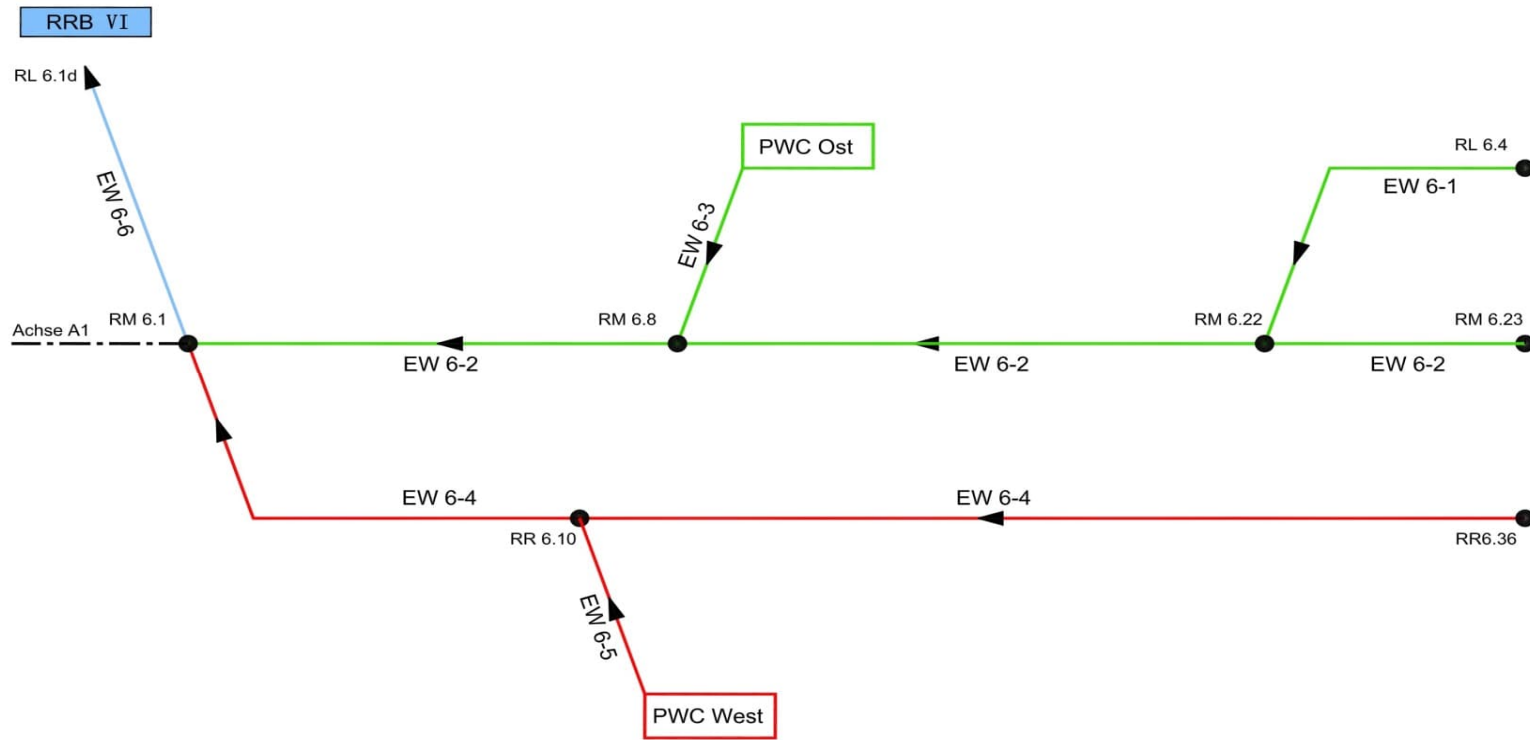 RRB VI
RL 6.1d
EW 6-6
PWC Ost
EW 6-3
RL 6.4
EW 6-1
Achse A1
RM 6.1
RM 6.8
RM 6.22
RM 6.23
EW 6-2
EW 6-2
EW 6-2
EW 6-4
EW 6-4
RR 6.10
RR6.36
EW 6-5
PWC West